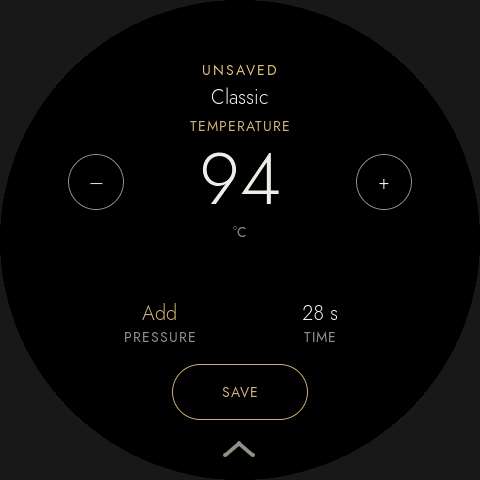 UNSAVED
Classic
TEMPERATURE
– 94 +
°C
Add 28 s
PRESSURE TIME
SAVE